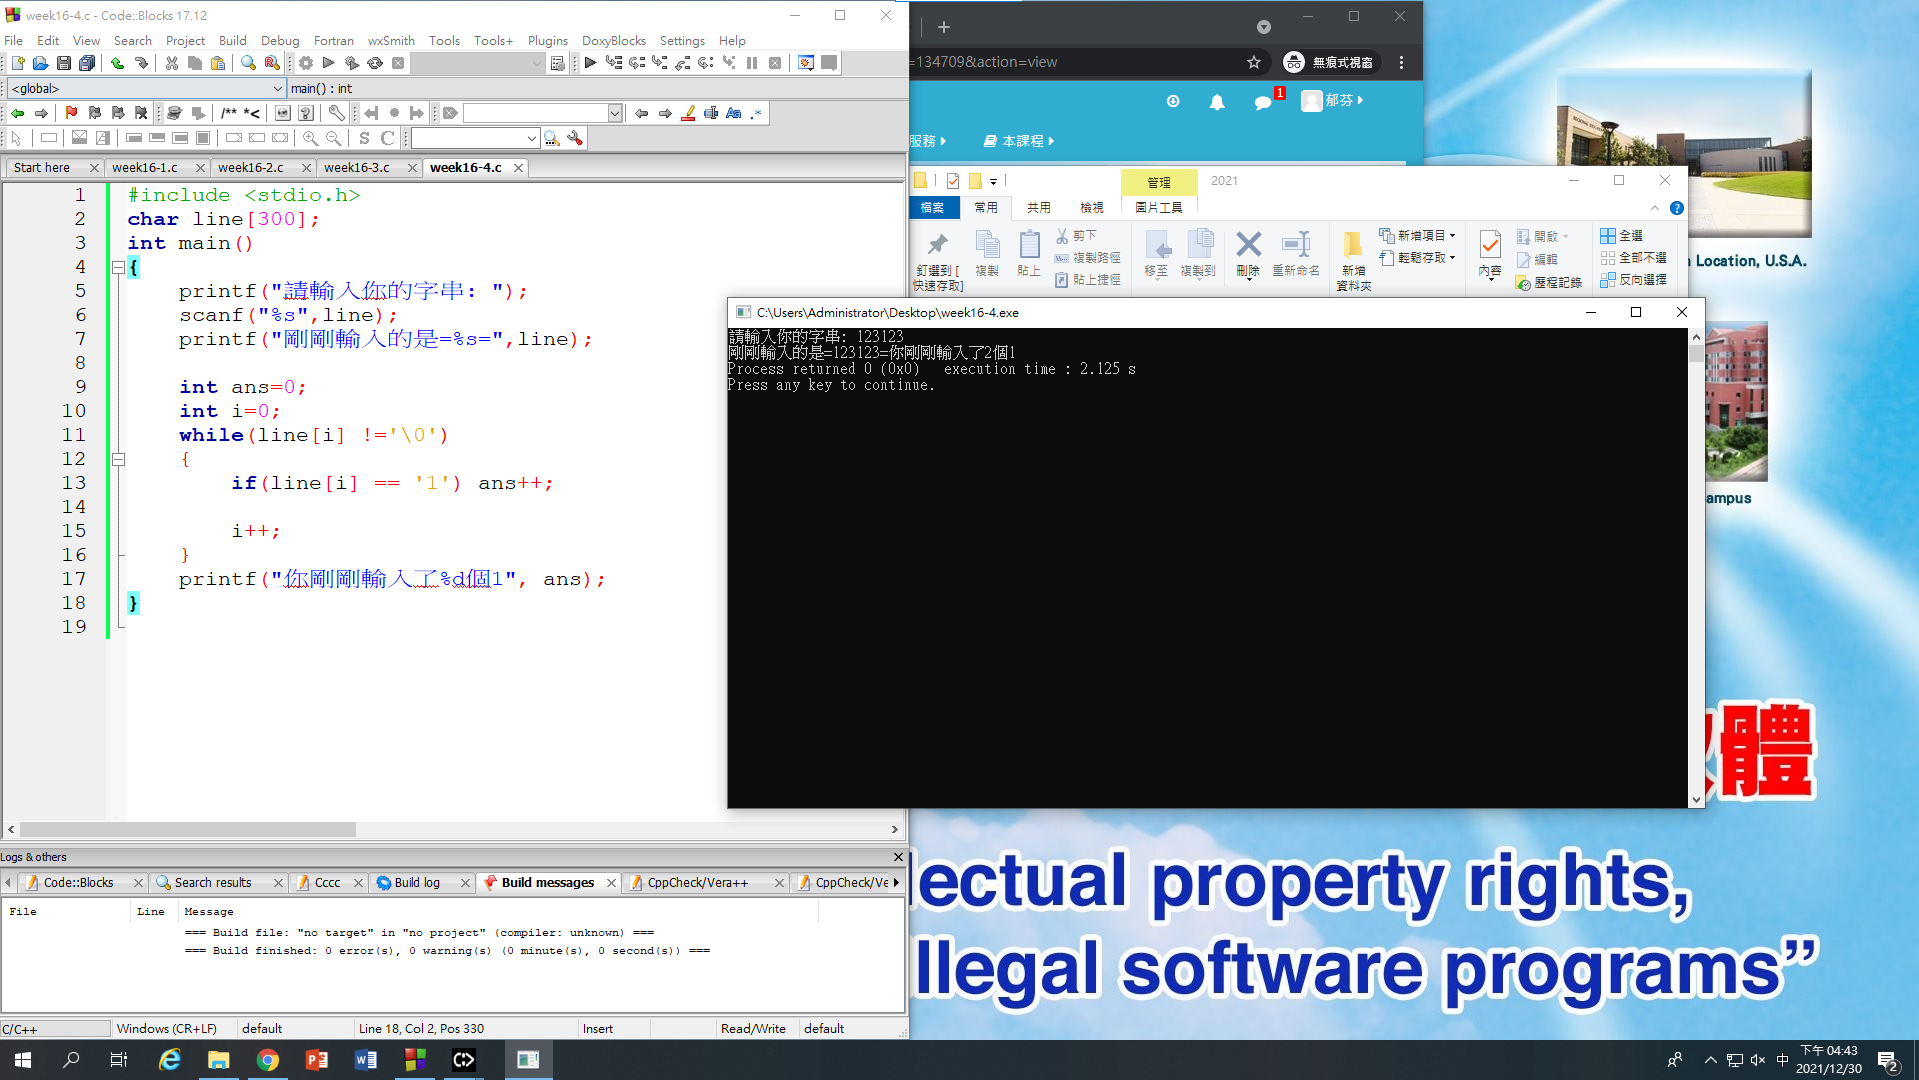 week16-4.c - Code::Blocks 17.12
File Edit View Search Project Build Debug Fortran wxSmith Tools Tools+ Plugins DoxyBlocks Settings Help
<global>
main() : int
/** *<
S C
Start here
week16-1.c
week16-2.c
week16-3.c
week16-4.c
1 #include <stdio.h>
2 char line[300];
3 int main()
4 {
5 printf("請輸入你的字串: ");
6 scanf("%s",line);
7 printf("剛剛輸入的是=%s=",line);
8
9 int ans=0;
10 int i=0;
11 while(line[i] !='\0')
12 {
13 if(line[i] == '1') ans++;
14
15 i++;
16 }
17 printf("你剛剛輸入了%d個1", ans);
18 }
19
Logs & others
Code::Blocks
Search results
Cccc
Build log
Build messages
CppCheck/Vera++
CppCheck/Ve
File Line Message
=== Build file: "no target" in "no project" (compiler: unknown) ===
=== Build finished: 0 error(s), 0 warning(s) (0 minute(s), 0 second(s)) ===
C/C++
Windows (CR+LF)
default
Line 18, Col 2, Pos 330
Insert
Read/Write
default
=134709&action=view
無痕式視窗
1
郁芬
服務
本課程
管理
2021
檔案
常用
共用
檢視
圖片工具
釘選到 [
快速存取]
複製
貼上
剪下
複製路徑
貼上捷徑
移至
複製到
刪除
重新命名
新增
資料夾
新增項目
輕鬆存取
內容
開啟
編輯
歷程記錄
全選
全部不選
反向選擇
C:\Users\Administrator\Desktop\week16-4.exe
請輸入你的字串: 123123
剛剛輸入的是=123123=你剛剛輸入了2個1
Process returned 0 (0x0)   execution time : 2.125 s
Press any key to continue.
Location, U.S.A.
ampus
體
lectual property rights,
llegal software programs”
中
下午 04:43
2021/12/30
2